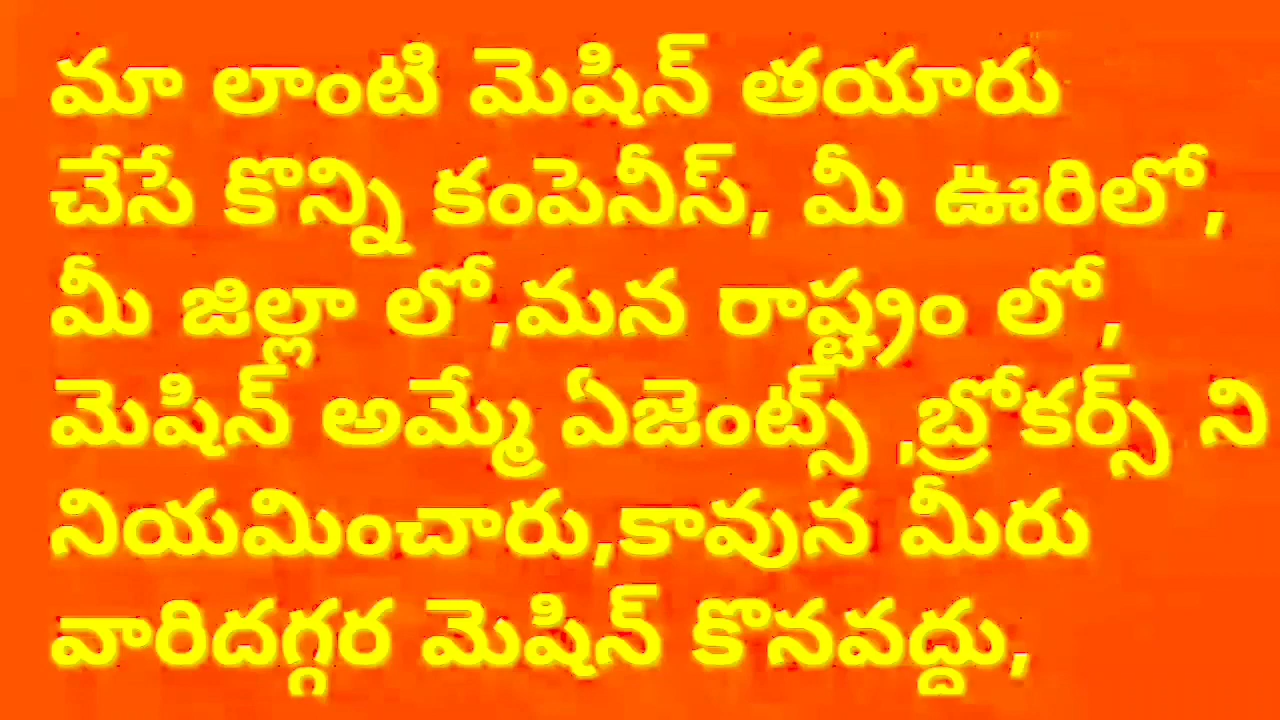 మా లాంటి మెషిన్ తయారు
చేసే కొన్ని కంపెనీస్, మీ ఊరిలో,
మీ జిల్లా లో,మన రాష్ట్రం లో,
మెషిన్ అమ్మే ఏజెంట్స్ ,బ్రోకర్స్ ని
నియమించారు,కావున మీరు
వారిదగ్గర మెషిన్ కొనవద్దు,